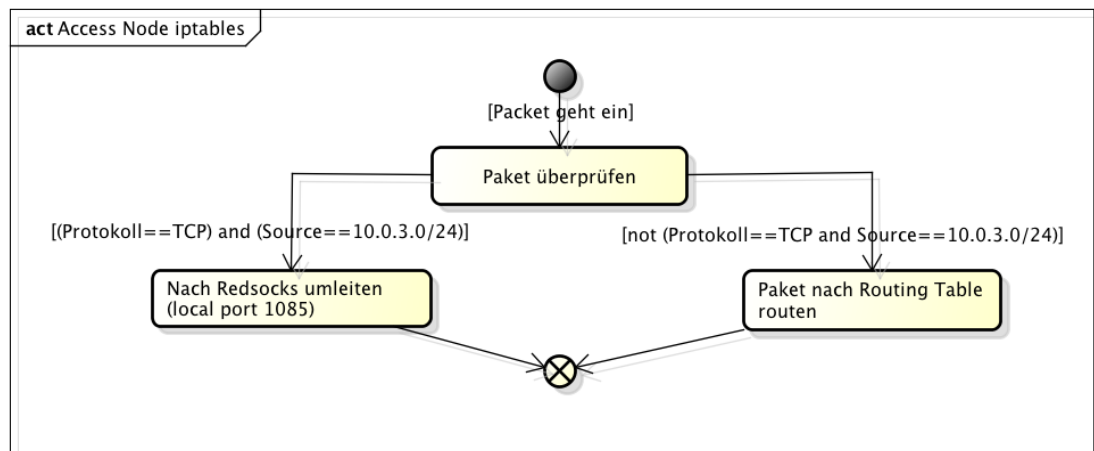 act Access Node iptables
[Packet geht ein]
Paket überprüfen
[(Protokoll==TCP) and (Source==10.0.3.0/24)]
[not (Protokoll==TCP and Source==10.0.3.0/24)]
Nach Redsocks umleiten
(local port 1085)
Paket nach Routing Table
routen